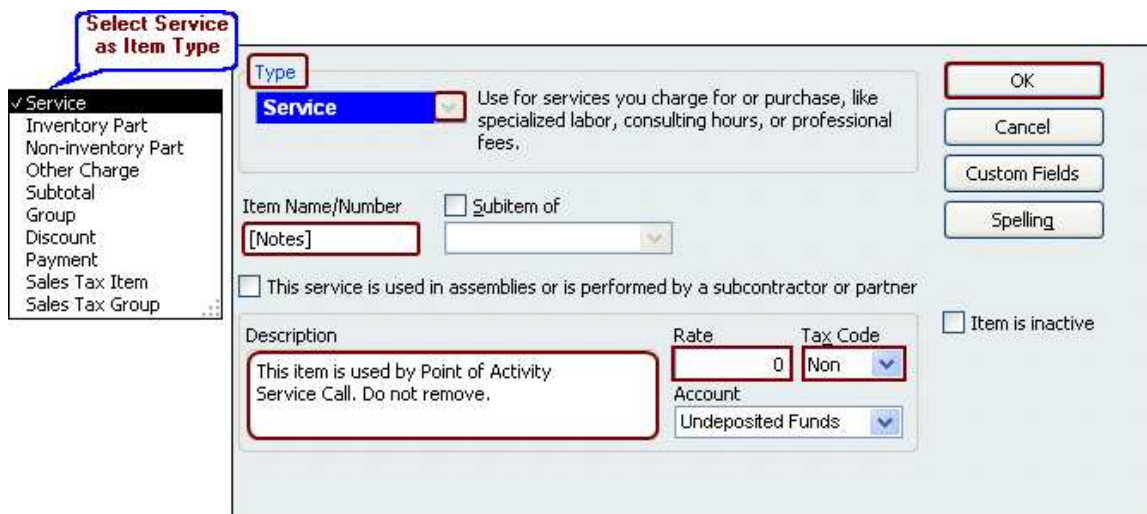 Select Service
as Item Type
✓ Service
Inventory Part
Non-inventory Part
Other Charge
Subtotal
Group
Discount
Payment
Sales Tax Item
Sales Tax Group
Type
Service
Use for services you charge for or purchase, like
specialized labor, consulting hours, or professional
fees.
OK
Cancel
Custom Fields
Spelling
Item Name/Number
Subitem of
[Notes]
This service is used in assemblies or is performed by a subcontractor or partner
Item is inactive
Description
Rate
Tax Code
This item is used by Point of Activity
Service Call. Do not remove.
0
Non
Account
Undeposited Funds